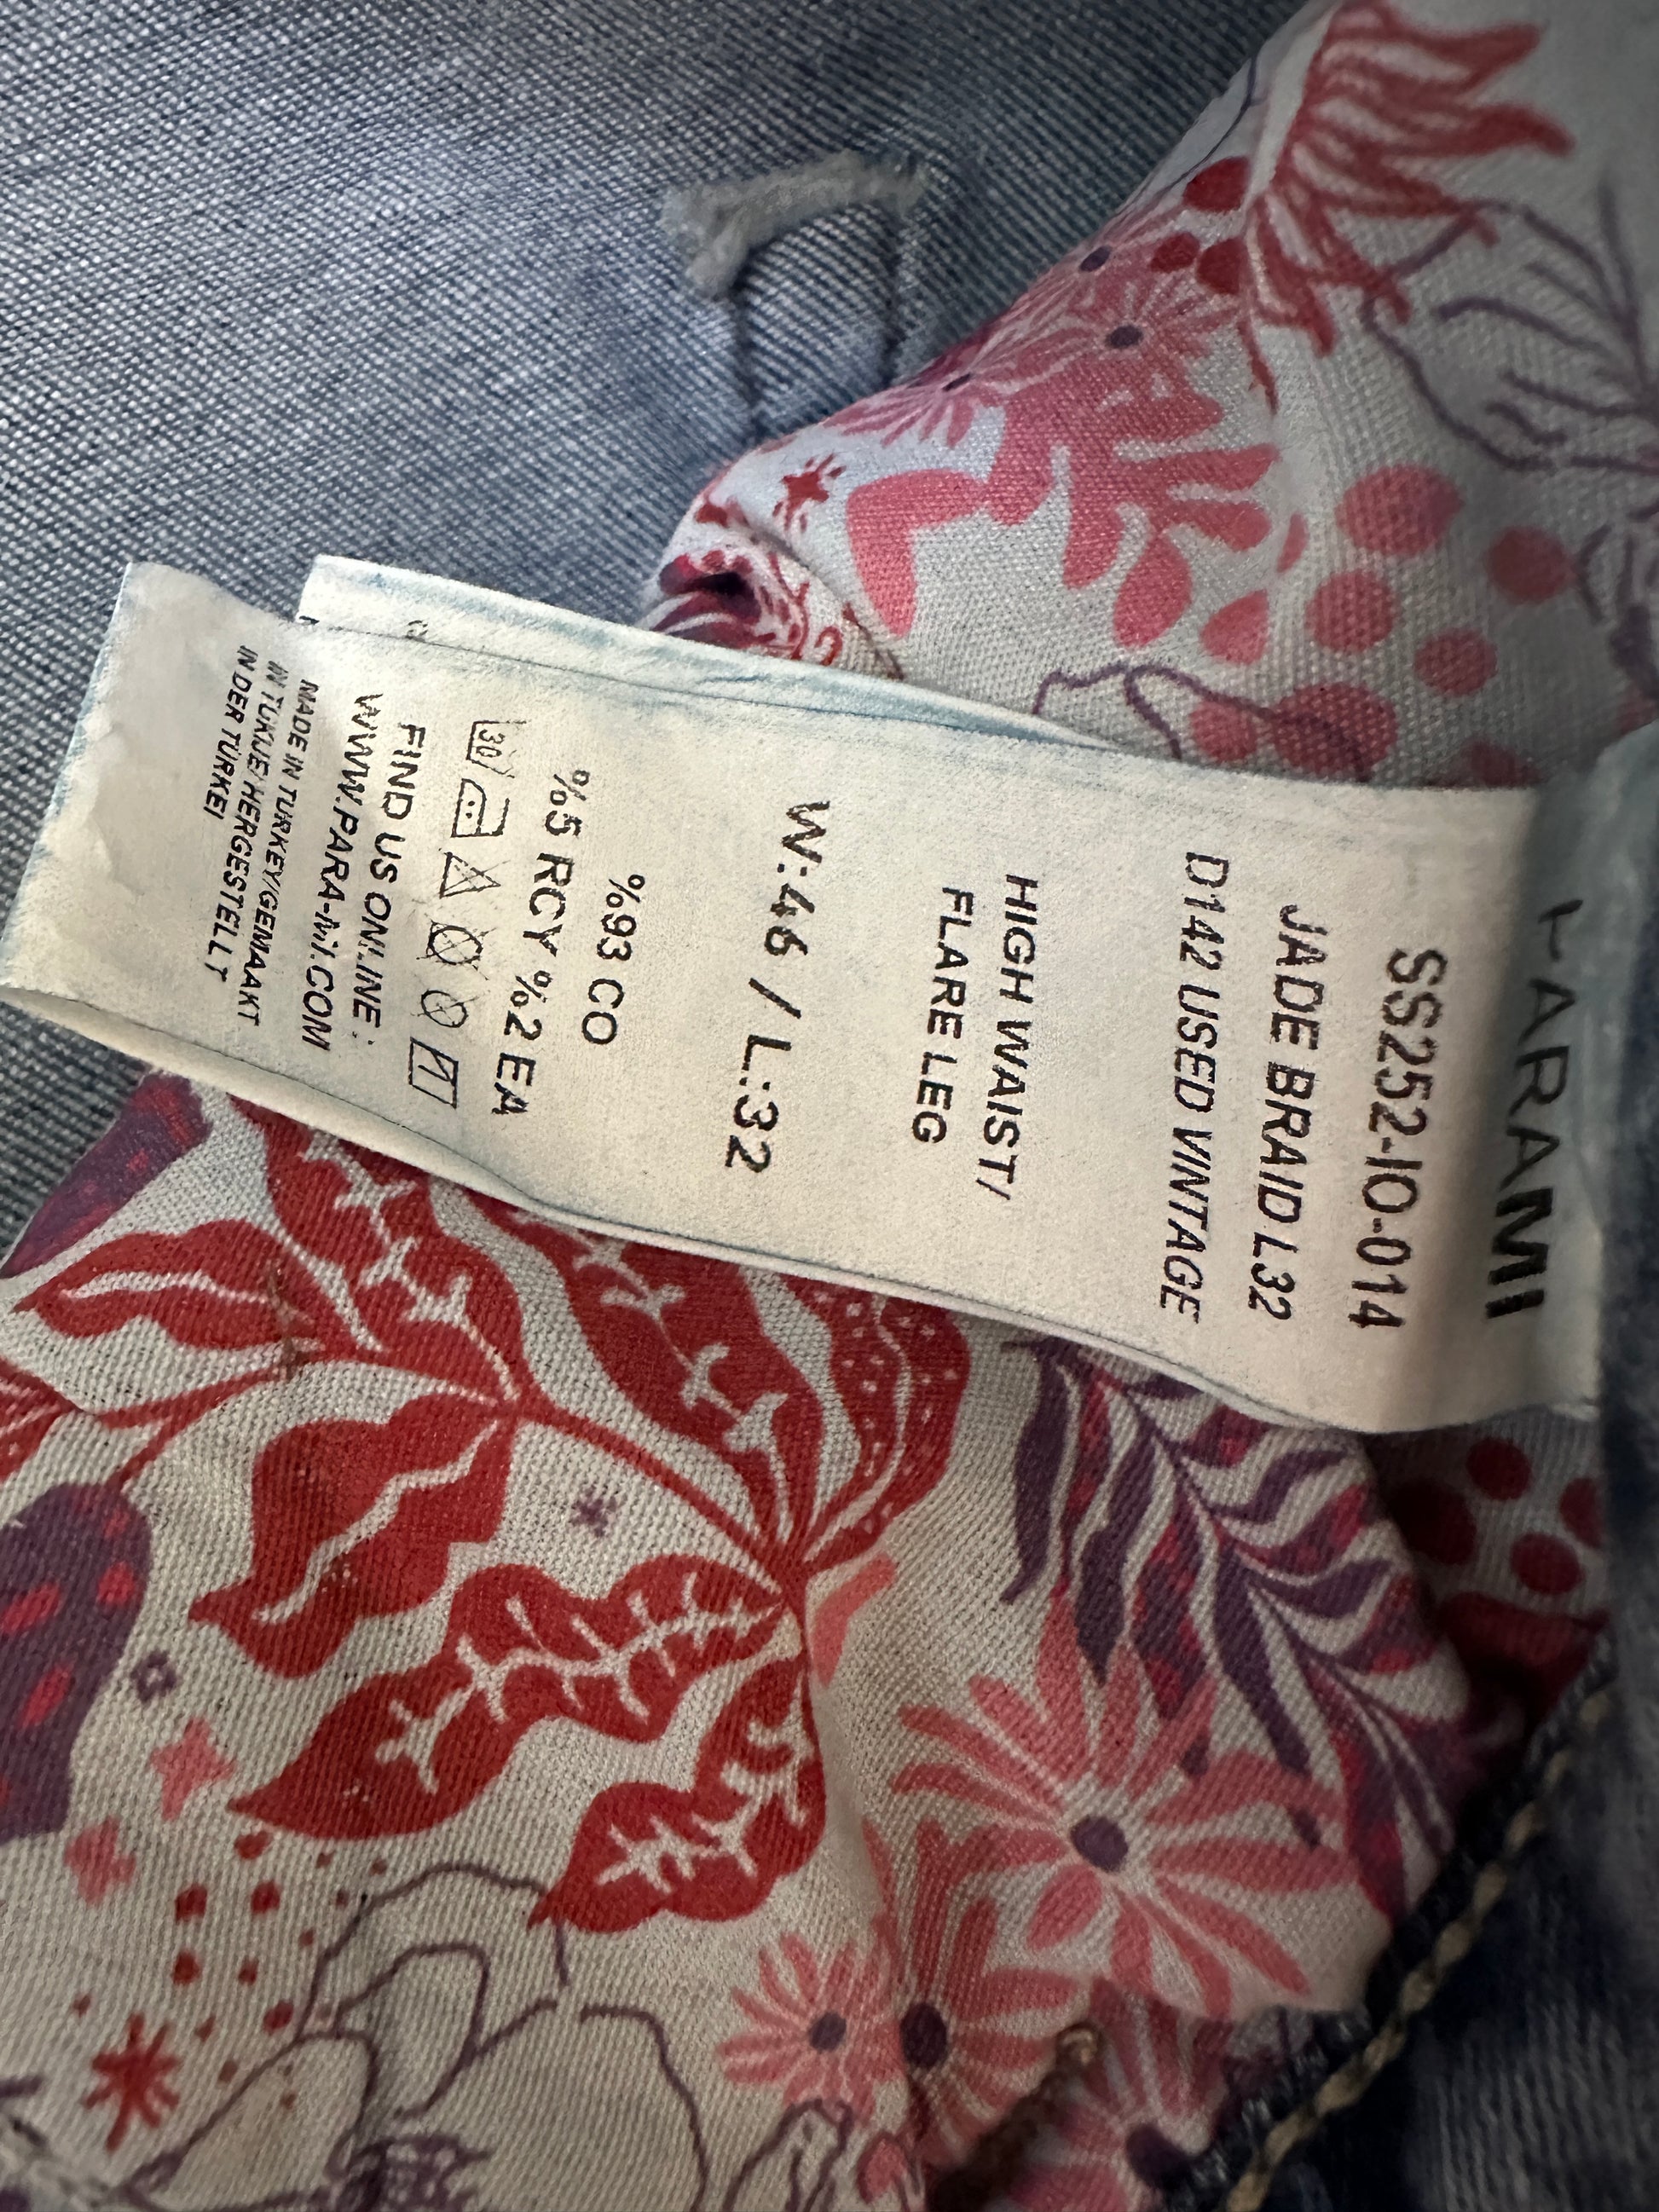 PARAMI
SS252-IO-014
JADE BRAID L32
D142 USED VINTAGE
HIGH WAIST/
FLARE LEG
W:46 / L:32
%93 CO
%5 RCY %2 EA
30
FIND US ONLINE :
WWW.PARA-MI.COM
MADE IN TURKEY/GEMAAKT
IN TUKIJE/ HERGESTELLT
IN DER TÜRKEI